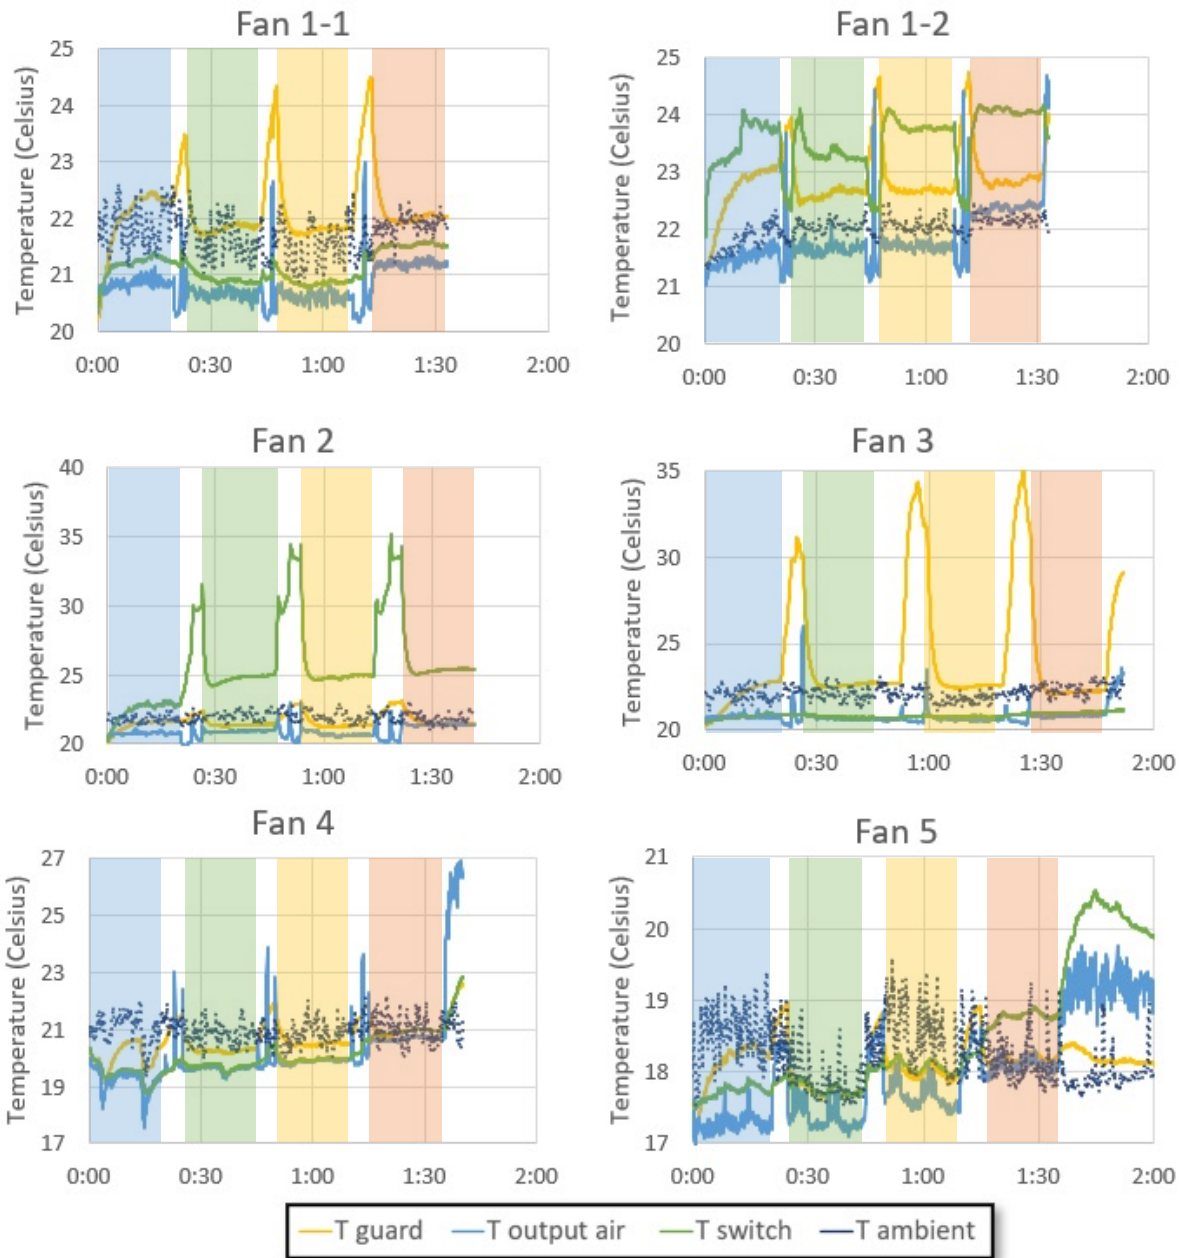 Fan 1-1
Temperature (Celsius)
25
24
23
22
21
20
0:00 0:30 1:00 1:30 2:00
Fan 1-2
Temperature (Celsius)
25
24
23
22
21
20
0:00 0:30 1:00 1:30 2:00
Fan 2
Temperature (Celsius)
40
35
30
25
20
0:00 0:30 1:00 1:30 2:00
Fan 3
Temperature (Celsius)
35
30
25
20
0:00 0:30 1:00 1:30 2:00
Fan 4
Temperature (Celsius)
27
25
23
21
19
17
0:00 0:30 1:00 1:30 2:00
Fan 5
Temperature (Celsius)
21
20
19
18
17
0:00 0:30 1:00 1:30 2:00
T guard T output air T switch T ambient